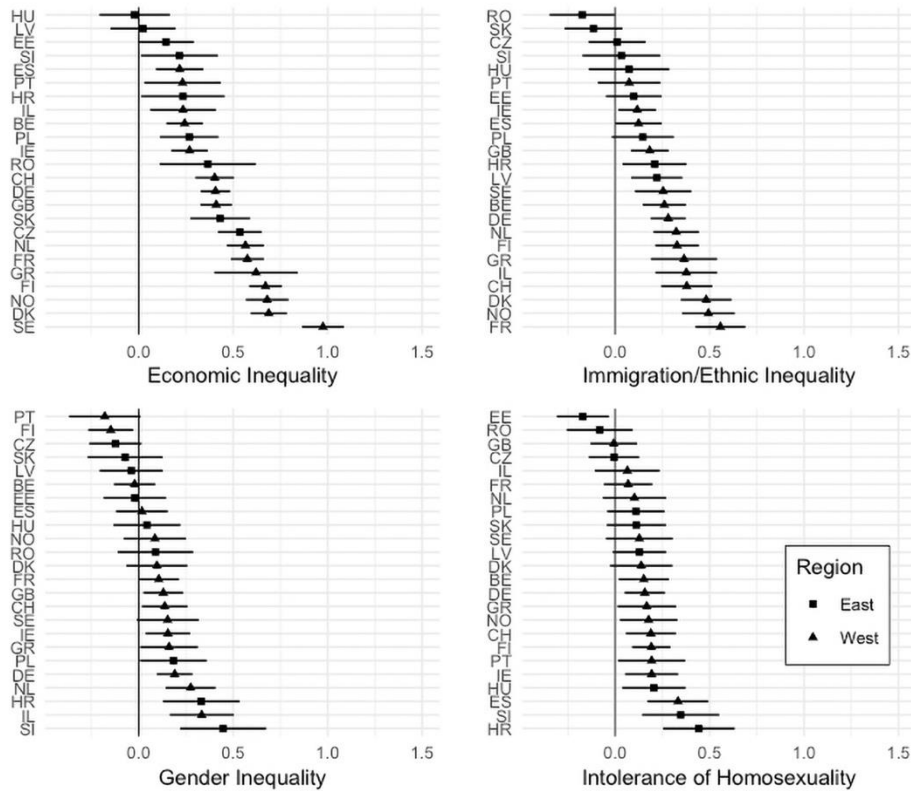 HU
LV
EE
SI
ES
PT
HR
IL
BE
PL
IE
RO
CH
DE
GB
SK
CZ
NL
FR
GR
FI
NO
DK
SE
0.0 0.5 1.0 1.5
Economic Inequality
RO
SK
CZ
SI
HU
PT
EE
IE
ES
PL
GB
HR
LV
SE
BE
DE
NL
FI
GR
IL
CH
DK
NO
FR
0.0 0.5 1.0 1.5
Immigration/Ethnic Inequality
PT
FI
CZ
SK
LV
BE
EE
ES
HU
NO
RO
DK
FR
GB
CH
SE
IE
GR
PL
DE
NL
HR
IL
SI
0.0 0.5 1.0 1.5
Gender Inequality
EE
RO
GB
CZ
IL
FR
NL
PL
SK
SE
LV
DK
BE
DE
GR
NO
CH
FI
PT
IE
HU
ES
SI
HR
0.0 0.5 1.0 1.5
Intolerance of Homosexuality
Region
East
West